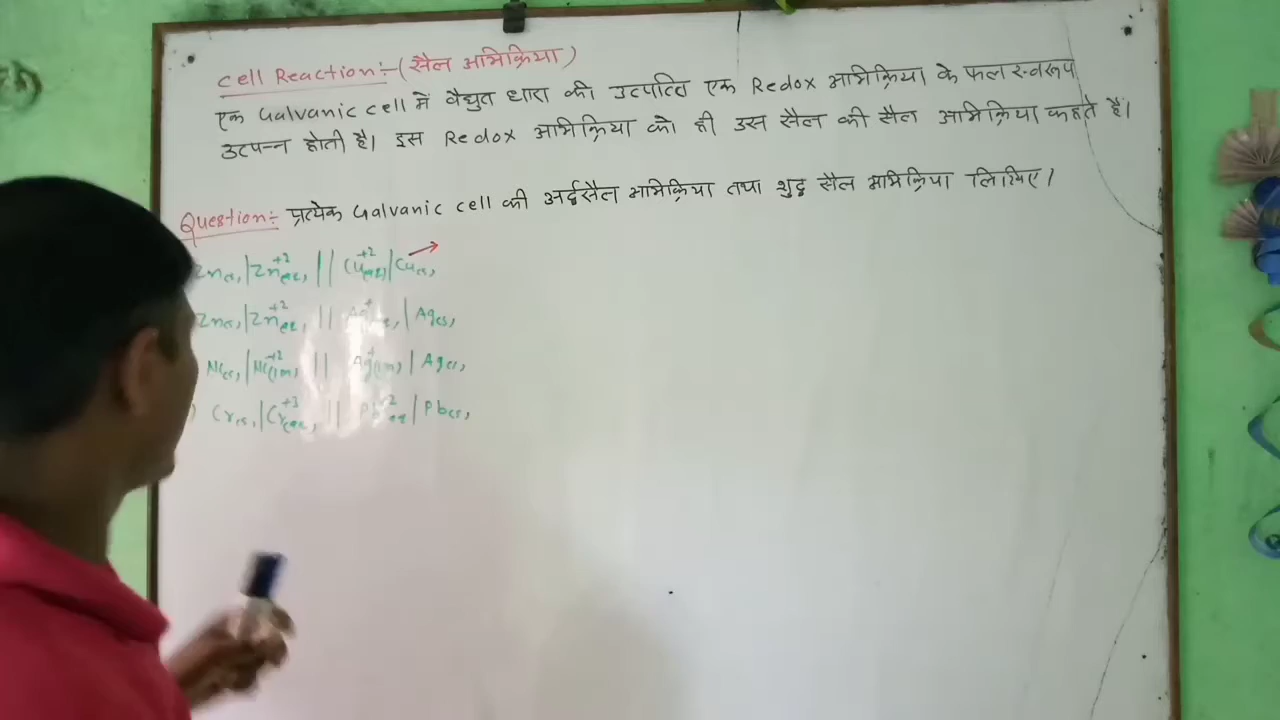 Cell Reaction:- (सैल अभिक्रिया)
एक Galvanic cell में वैद्युत धारा की उत्पत्ति एक Redox अभिक्रिया के फलस्वरूप
उत्पन्न होती है। इस Redox अभिक्रिया को ही उस सैल की सैल अभिक्रिया कहते हैं।
Question:- प्रत्येक Galvanic cell की अर्द्धसैल अभिक्रिया तथा शुद्ध सैल अभिक्रिया लिखिए।
Zn(s) | Zn+2(aq) || Cu+2(aq) | Cu(s)
Zn(s) | Zn+2(aq) || Ag+ | Ag(s)
Ni(s) | Ni+2(1m) || Ag+(1m) | Ag(s)
) Cr(s) | Cr+3(aq) || Pb+2aq | Pb(s)